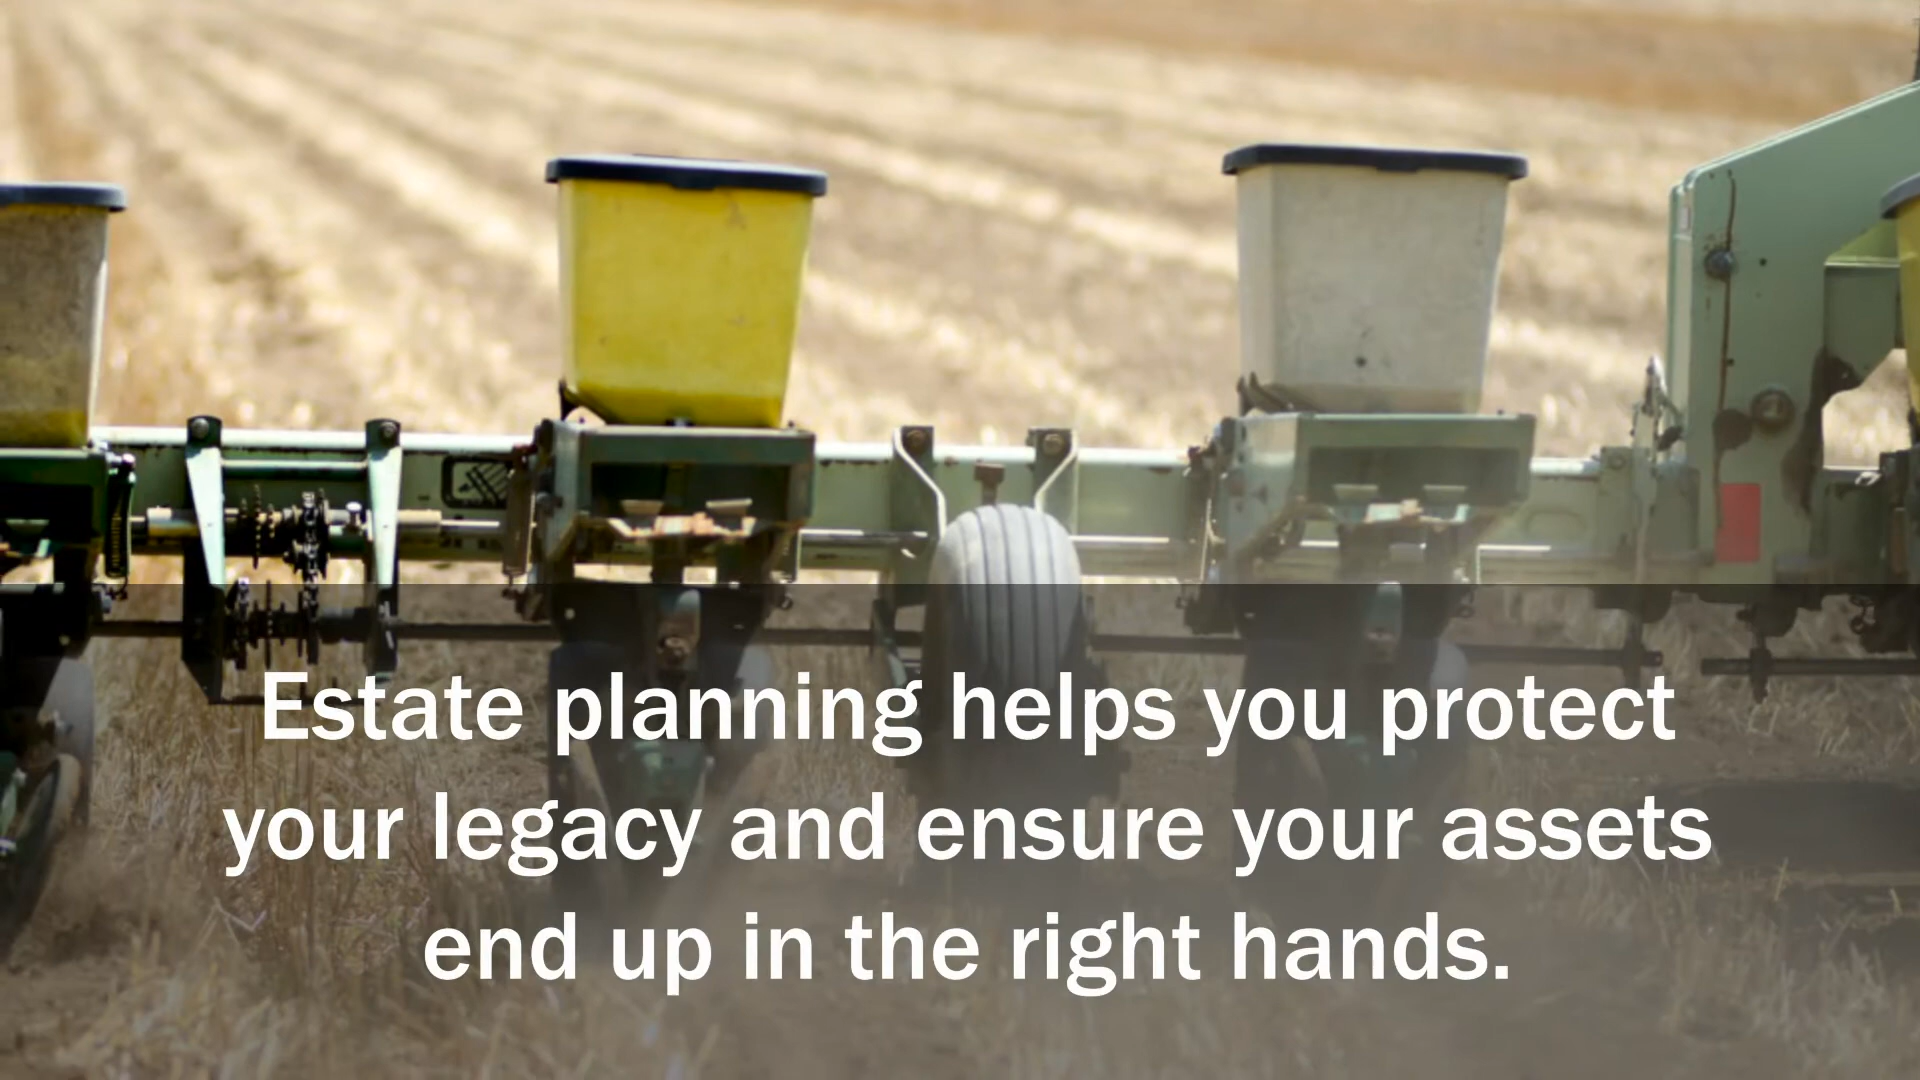 Estate planning helps you protect
your legacy and ensure your assets
end up in the right hands.